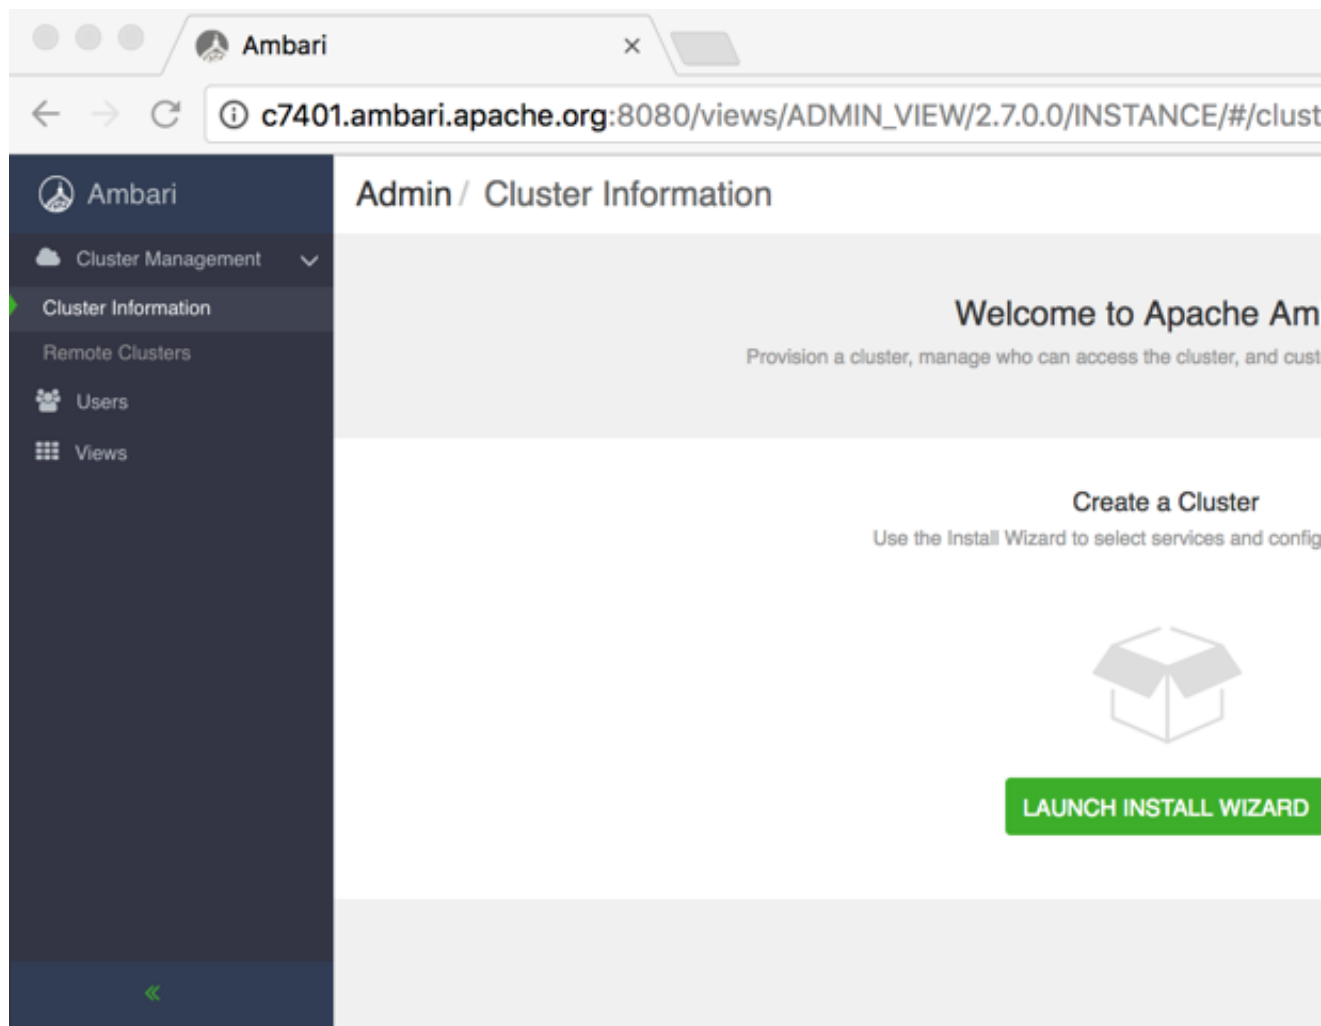 Ambari
c7401.ambari.apache.org:8080/views/ADMIN_VIEW/2.7.0.0/INSTANCE/#/clust
Ambari
Admin / Cluster Information
Cluster Management
Cluster Information
Remote Clusters
Users
Views
Welcome to Apache Am
Provision a cluster, manage who can access the cluster, and cust
Create a Cluster
Use the Install Wizard to select services and config
LAUNCH INSTALL WIZARD